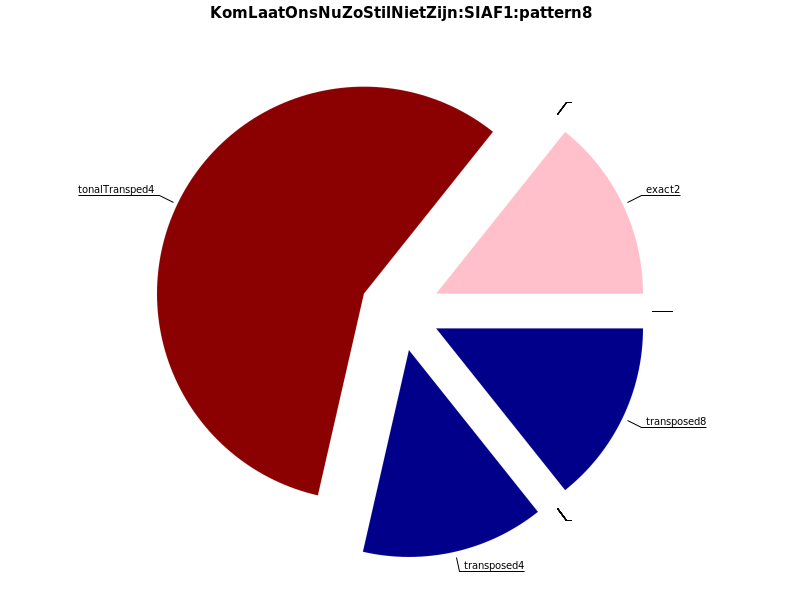 KomLaatOnsNuZoStilNietZijn:SIAF1:pattern8
tonalTransped4
exact2
transposed8
transposed4